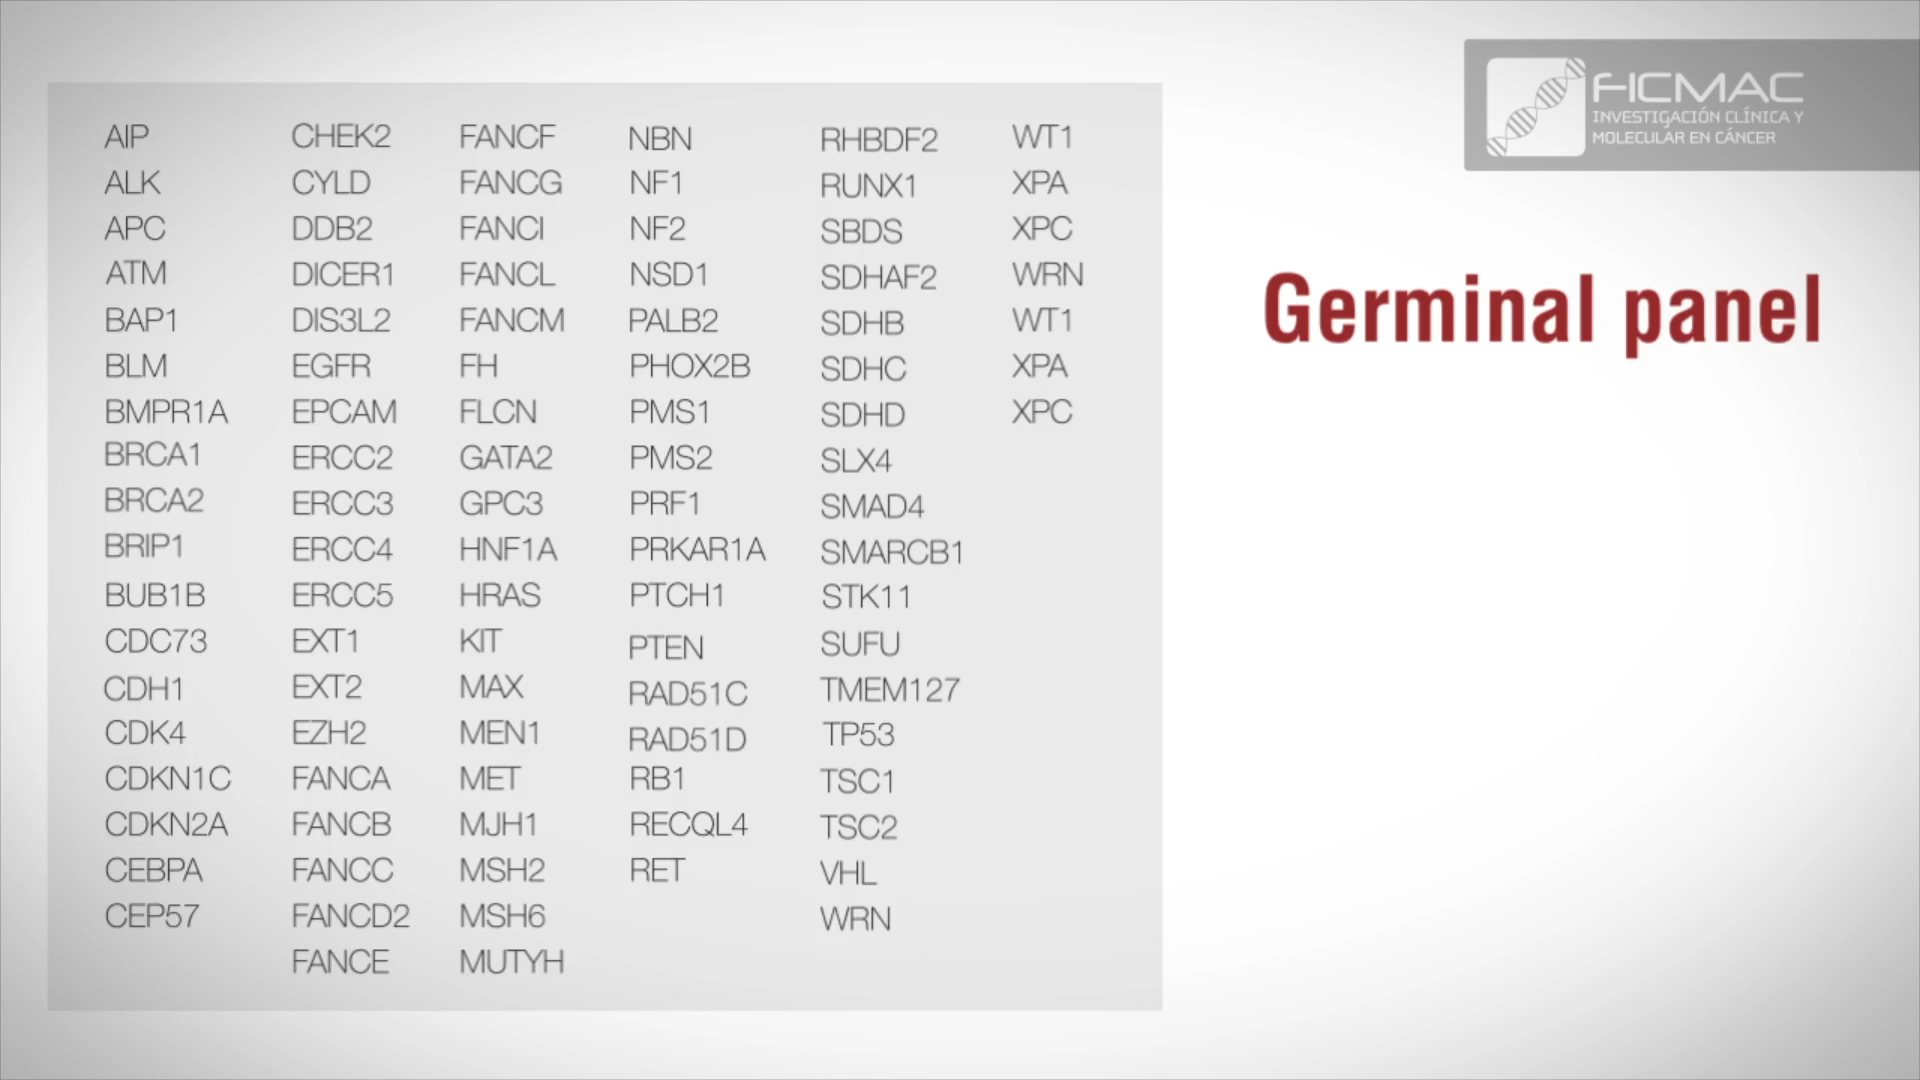 AIP
ALK
APC
ATM
BAP1
BLM
BMPR1A
BRCA1
BRCA2
BRIP1
BUB1B
CDC73
CDH1
CDK4
CDKN1C
CDKN2A
CEBPA
CEP57
CHEK2
CYLD
DDB2
DICER1
DIS3L2
EGFR
EPCAM
ERCC2
ERCC3
ERCC4
ERCC5
EXT1
EXT2
EZH2
FANCA
FANCB
FANCC
FANCD2
FANCE
FANCF
FANCG
FANCI
FANCL
FANCM
FH
FLCN
GATA2
GPC3
HNF1A
HRAS
KIT
MAX
MEN1
MET
MJH1
MSH2
MSH6
MUTYH
NBN
NF1
NF2
NSD1
PALB2
PHOX2B
PMS1
PMS2
PRF1
PRKAR1A
PTCH1
PTEN
RAD51C
RAD51D
RB1
RECQL4
RET
RHBDF2
RUNX1
SBDS
SDHAF2
SDHB
SDHC
SDHD
SLX4
SMAD4
SMARCB1
STK11
SUFU
TMEM127
TP53
TSC1
TSC2
VHL
WRN
WT1
XPA
XPC
WRN
WT1
XPA
XPC
FICMAC
INVESTIGACIÓN CLÍNICA Y
MOLECULAR EN CÁNCER
Germinal panel